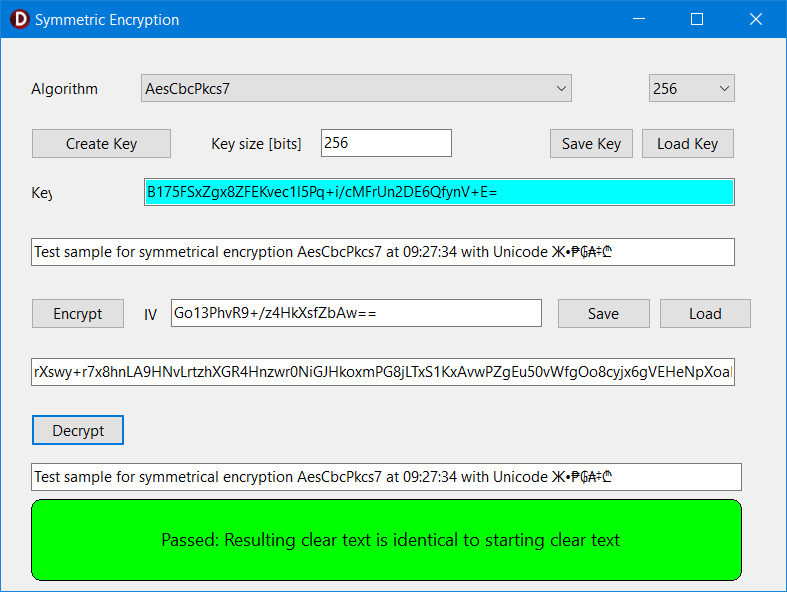 D Symmetric Encryption
Algorithm AesCbcPkcs7 256
Create Key Key size [bits] 256 Save Key Load Key
Key B175FSxZgx8ZFEKvec1I5Pq+i/cMFrUn2DE6QfynV+E=
Test sample for symmetrical encryption AesCbcPkcs7 at 09:27:34 with Unicode Ж•₱₲₳‡₾
Encrypt IV Go13PhvR9+/z4HkXsfZbAw== Save Load
rXswy+r7x8hnLA9HNvLrtzhXGR4Hnzwr0NiGJHkoxmPG8jLTxS1KxAvwPZgEu50vWfgOo8cyjx6gVEHeNpXoal
Decrypt
Test sample for symmetrical encryption AesCbcPkcs7 at 09:27:34 with Unicode Ж•₱₲₳‡₾
Passed: Resulting clear text is identical to starting clear text